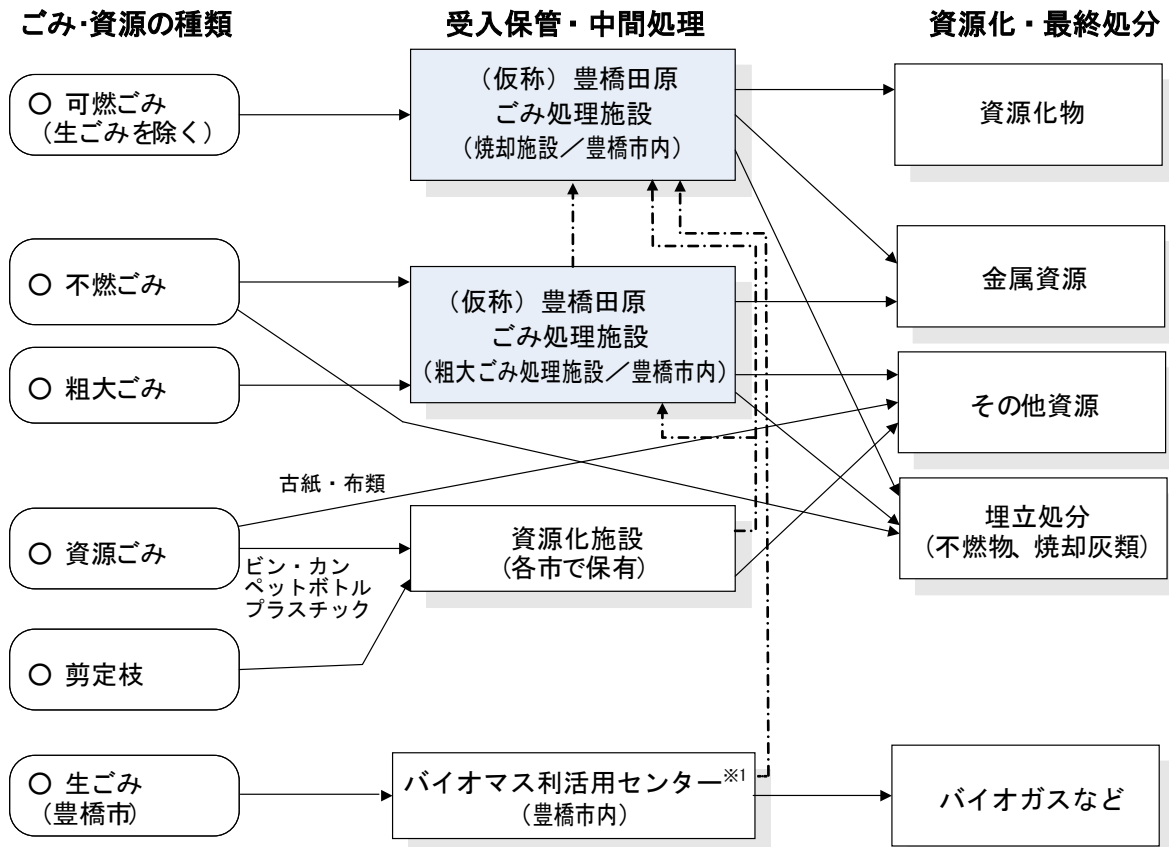 ごみ・資源の種類
受入保管・中間処理
資源化・最終処分
○ 可燃ごみ
（生ごみを除く）
（仮称）豊橋田原
ごみ処理施設
（焼却施設／豊橋市内）
資源化物
○ 不燃ごみ
（仮称）豊橋田原
ごみ処理施設
（粗大ごみ処理施設／豊橋市内）
金属資源
○ 粗大ごみ
その他資源
古紙・布類
○ 資源ごみ
ビン・カン
ペットボトル
プラスチック
資源化施設
（各市で保有）
埋立処分
（不燃物、焼却灰類）
○ 剪定枝
○ 生ごみ
（豊橋市）
バイオマス利活用センター※1
（豊橋市内）
バイオガスなど